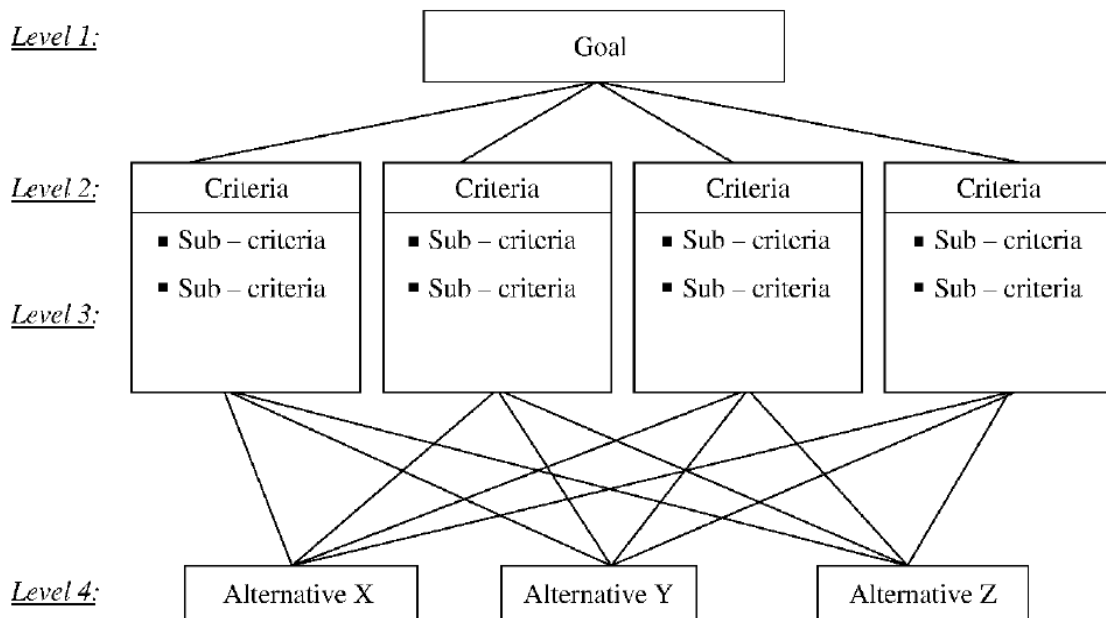 Level 1:
Goal
Level 2:
Criteria
Criteria
Criteria
Criteria
▪ Sub – criteria
▪ Sub – criteria
▪ Sub – criteria
▪ Sub – criteria
▪ Sub – criteria
▪ Sub – criteria
▪ Sub – criteria
▪ Sub – criteria
Level 3:
Level 4:
Alternative X
Alternative Y
Alternative Z